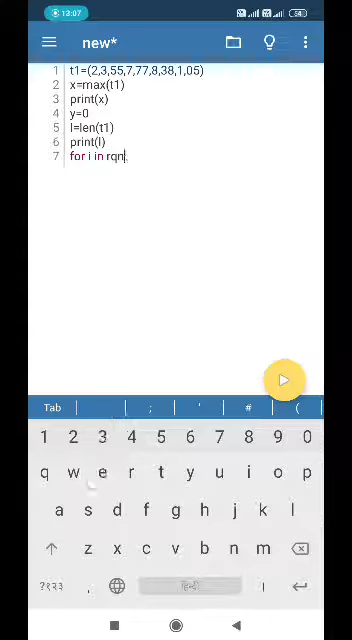 13:07
54
new*
1 t1=(2,3,55,7,77,8,38,1,05)
2 x=max(t1)
3 print(x)
4 y=0
5 l=len(t1)
6 print(l)
7 for i in rqn
Tab ; ' # (
1 2 3 4 5 6 7 8 9 0
q w e r t y u i o p
a s d f g h j k l
z x c v b n m
?१२३ , हिन्दी ।